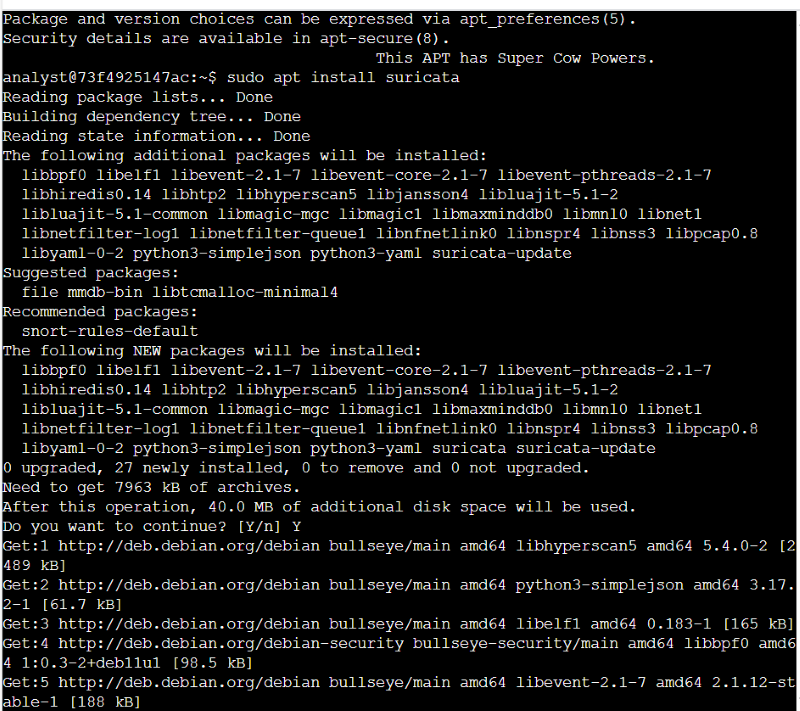 Package and version choices can be expressed via apt_preferences(5).
Security details are available in apt-secure(8).
This APT has Super Cow Powers.
analyst@73f4925147ac:~$ sudo apt install suricata
Reading package lists... Done
Building dependency tree... Done
Reading state information... Done
The following additional packages will be installed:
libbpf0 libelf1 libevent-2.1-7 libevent-core-2.1-7 libevent-pthreads-2.1-7
libhiredis0.14 libhtp2 libhyperscan5 libjansson4 libluajit-5.1-2
libluajit-5.1-common libmagic-mgc libmagic1 libmaxminddb0 libmnl0 libnet1
libnetfilter-log1 libnetfilter-queue1 libnfnetlink0 libnspr4 libnss3 libpcap0.8
libyaml-0-2 python3-simplejson python3-yaml suricata-update
Suggested packages:
file mmdb-bin libtcmalloc-minimal4
Recommended packages:
snort-rules-default
The following NEW packages will be installed:
libbpf0 libelf1 libevent-2.1-7 libevent-core-2.1-7 libevent-pthreads-2.1-7
libhiredis0.14 libhtp2 libhyperscan5 libjansson4 libluajit-5.1-2
libluajit-5.1-common libmagic-mgc libmagic1 libmaxminddb0 libmnl0 libnet1
libnetfilter-log1 libnetfilter-queue1 libnfnetlink0 libnspr4 libnss3 libpcap0.8
libyaml-0-2 python3-simplejson python3-yaml suricata suricata-update
0 upgraded, 27 newly installed, 0 to remove and 0 not upgraded.
Need to get 7963 kB of archives.
After this operation, 40.0 MB of additional disk space will be used.
Do you want to continue? [Y/n] Y
Get:1 http://deb.debian.org/debian bullseye/main amd64 libhyperscan5 amd64 5.4.0-2 [2
489 kB]
Get:2 http://deb.debian.org/debian bullseye/main amd64 python3-simplejson amd64 3.17.
2-1 [61.7 kB]
Get:3 http://deb.debian.org/debian bullseye/main amd64 libelf1 amd64 0.183-1 [165 kB]
Get:4 http://deb.debian.org/debian-security bullseye-security/main amd64 libbpf0 amd6
4 1:0.3-2+deb11u1 [98.5 kB]
Get:5 http://deb.debian.org/debian bullseye/main amd64 libevent-2.1-7 amd64 2.1.12-st
able-1 [188 kB]